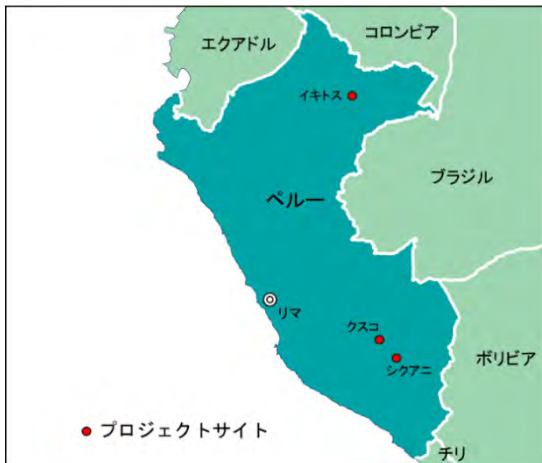 コロンビア
エクアドル
イキトス
ブラジル
ペルー
リマ
クスコ
シクアニ
ボリビア
プロジェクトサイト
チリ